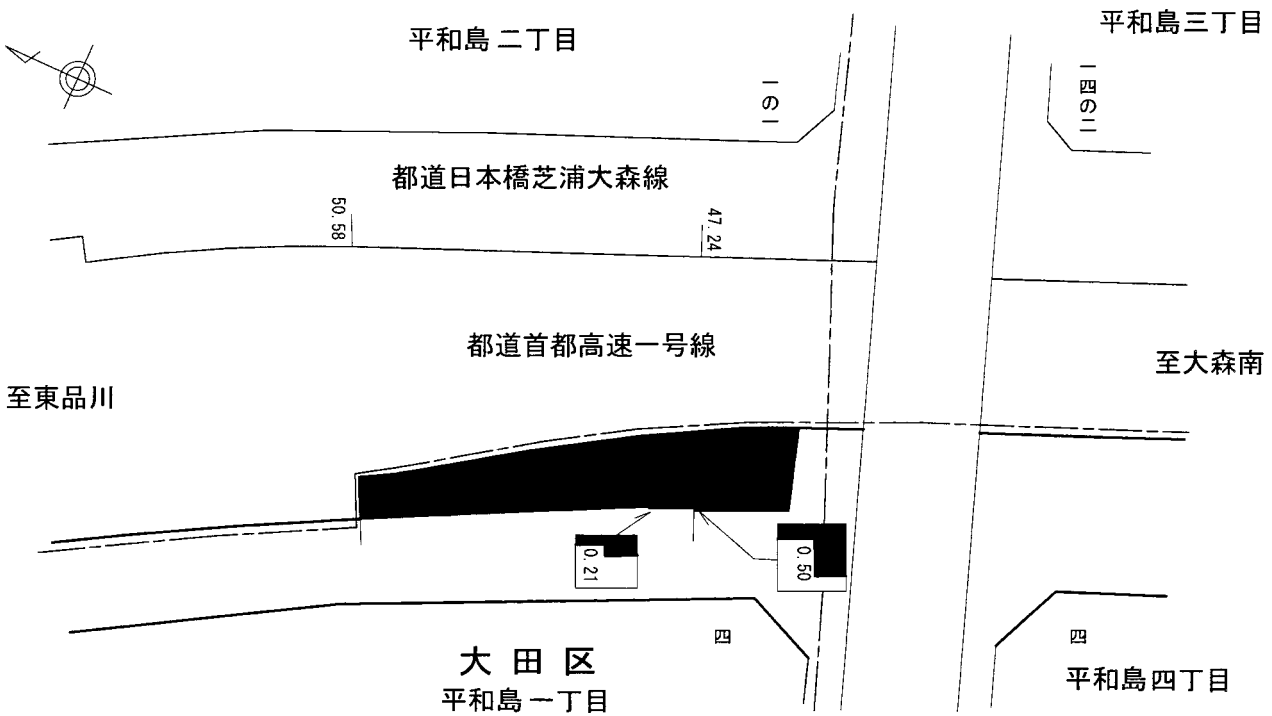 平和島二丁目
平和島三丁目
一の一
一四の二
都道日本橋芝浦大森線
50.58
47.24
都道首都高速一号線
至東品川
至大森南
0.21
0.50
四
四
大田区
平和島一丁目
平和島四丁目